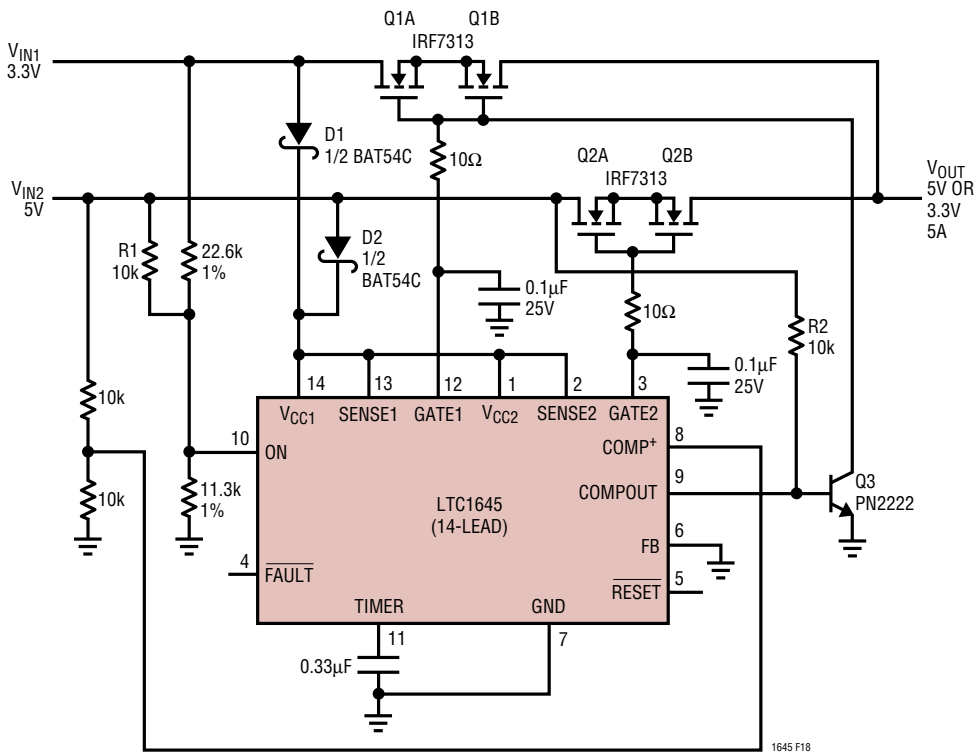 Q1A Q1B
IRF7313
VIN1
3.3V
D1
1/2 BAT54C
10Ω
Q2A Q2B
IRF7313
VOUT
5V OR
3.3V
5A
VIN2
5V
R1
10k
22.6k
1%
D2
1/2
BAT54C
0.1µF
25V
10Ω
R2
10k
0.1µF
25V
10k
14 13 12 1 2 3
VCC1 SENSE1 GATE1 VCC2 SENSE2 GATE2
10
ON
COMP+
8
10k
11.3k
1%
COMPOUT
9
Q3
PN2222
LTC1645
(14-LEAD)
FB
6
4
FAULT
RESET
5
TIMER
GND
11
7
0.33µF
1645 F18